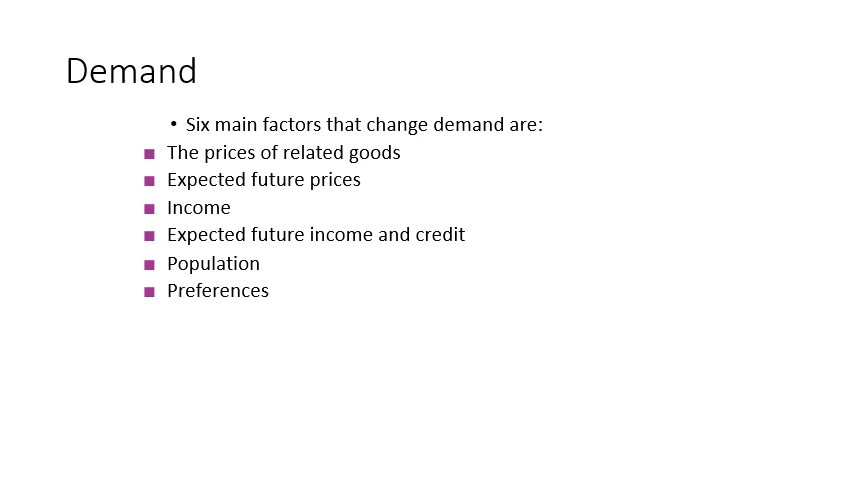 Demand
• Six main factors that change demand are:
■ The prices of related goods
■ Expected future prices
■ Income
■ Expected future income and credit
■ Population
■ Preferences